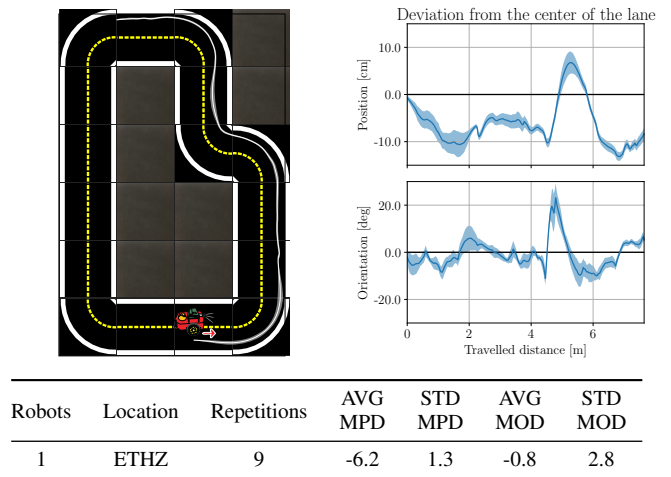 Deviation from the center of the lane
Position [cm]
10.0
0.0
-10.0
Orientation [deg]
20.0
0.0
-20.0
0 2 4 6
Travelled distance [m]
Robots Location Repetitions AVG MPD STD MPD AVG MOD STD MOD
1 ETHZ 9 -6.2 1.3 -0.8 2.8